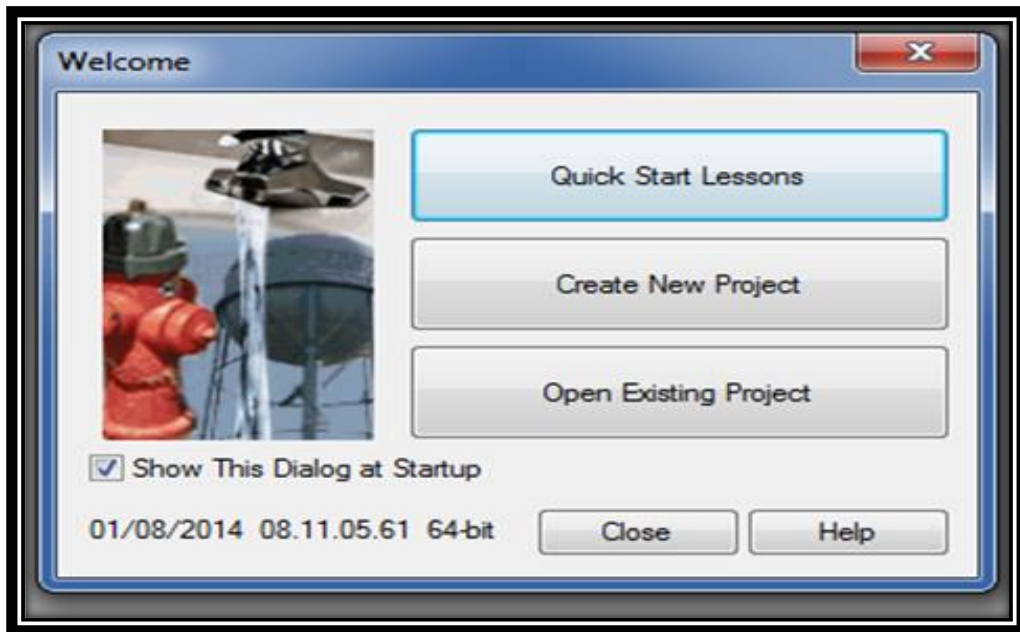 Welcome
Quick Start Lessons
Create New Project
Open Existing Project
Show This Dialog at Startup
01/08/2014 08.11.05.61 64-bit
Close
Help